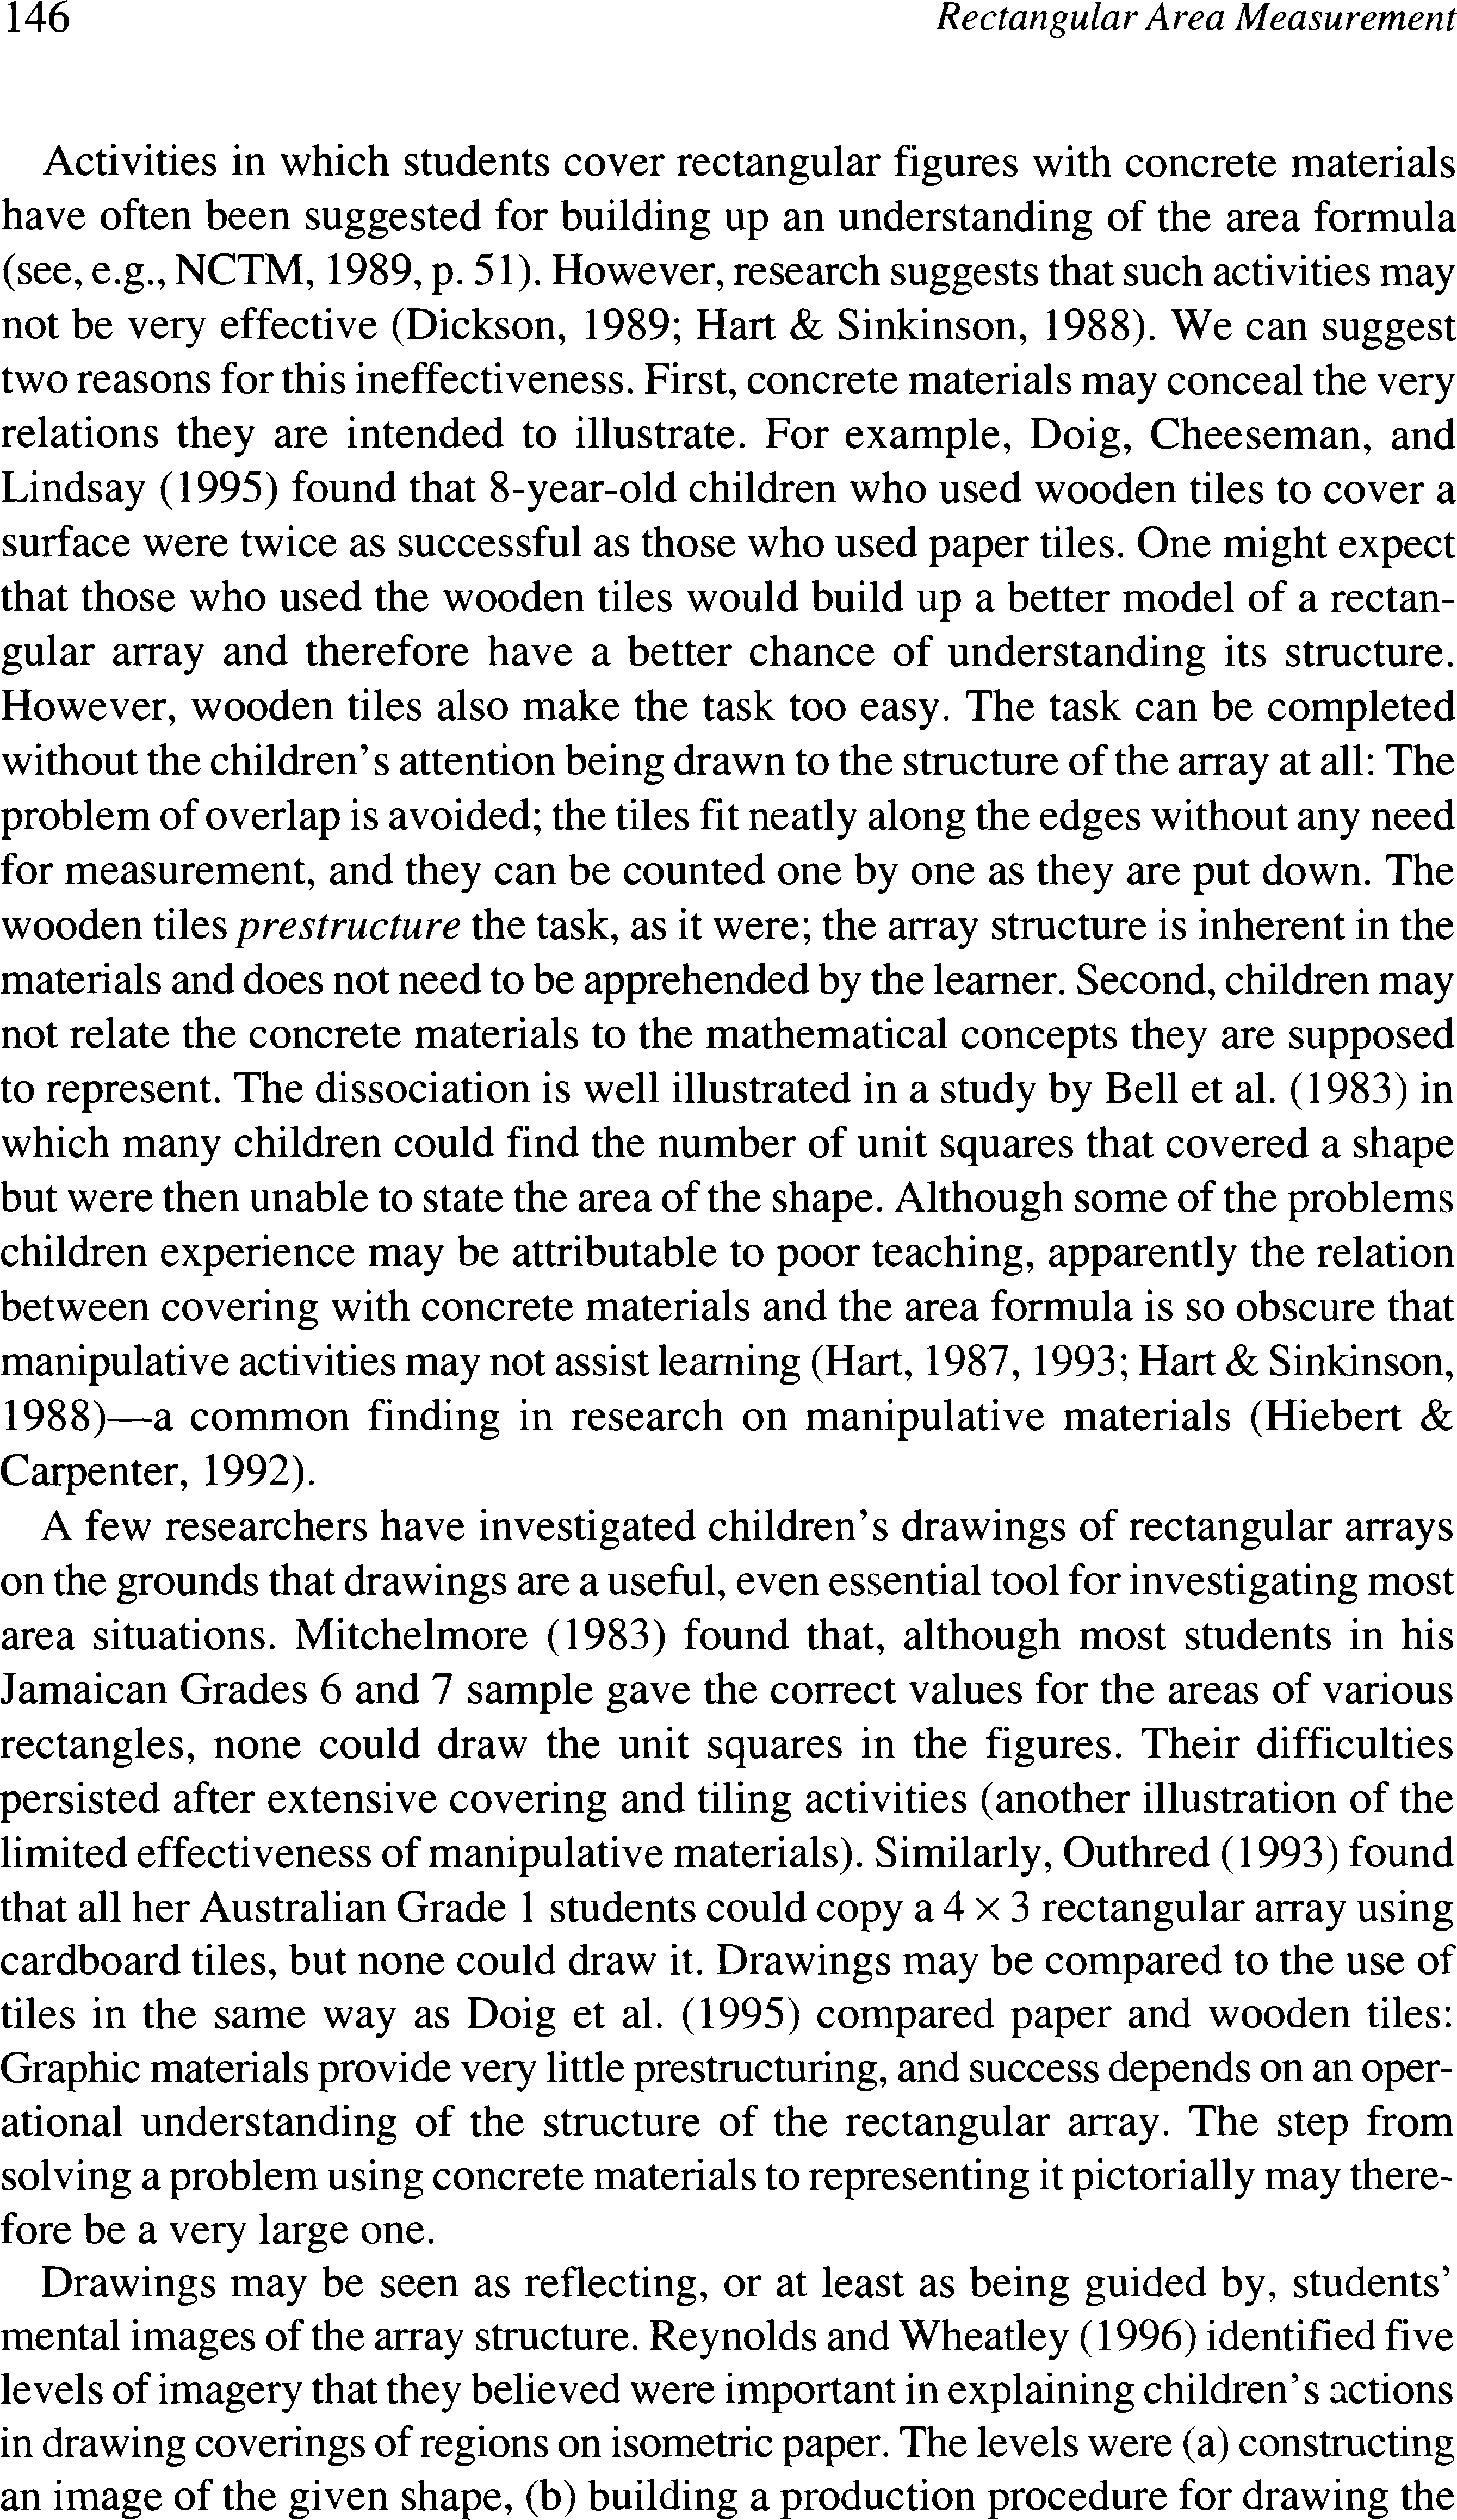 146 Rectangular Area Measurement
Activities in which students cover rectangular figures with concrete materials
have often been suggested for building up an understanding of the area formula
(see, e.g., NCTM, 1989, p. 51). However, research suggests that such activities may
not be very effective (Dickson, 1989; Hart & Sinkinson, 1988). We can suggest
two reasons for this ineffectiveness. First, concrete materials may conceal the very
relations they are intended to illustrate. For example, Doig, Cheeseman, and
Lindsay (1995) found that 8-year-old children who used wooden tiles to cover a
surface were twice as successful as those who used paper tiles. One might expect
that those who used the wooden tiles would build up a better model of a rectan-
gular array and therefore have a better chance of understanding its structure.
However, wooden tiles also make the task too easy. The task can be completed
without the children's attention being drawn to the structure of the array at all: The
problem of overlap is avoided; the tiles fit neatly along the edges without any need
for measurement, and they can be counted one by one as they are put down. The
wooden tiles prestructure the task, as it were; the array structure is inherent in the
materials and does not need to be apprehended by the learner. Second, children may
not relate the concrete materials to the mathematical concepts they are supposed
to represent. The dissociation is well illustrated in a study by Bell et al. (1983) in
which many children could find the number of unit squares that covered a shape
but were then unable to state the area of the shape. Although some of the problems
children experience may be attributable to poor teaching, apparently the relation
between covering with concrete materials and the area formula is so obscure that
manipulative activities may not assist learning (Hart, 1987, 1993; Hart & Sinkinson,
1988)—a common finding in research on manipulative materials (Hiebert &
Carpenter, 1992).
A few researchers have investigated children's drawings of rectangular arrays
on the grounds that drawings are a useful, even essential tool for investigating most
area situations. Mitchelmore (1983) found that, although most students in his
Jamaican Grades 6 and 7 sample gave the correct values for the areas of various
rectangles, none could draw the unit squares in the figures. Their difficulties
persisted after extensive covering and tiling activities (another illustration of the
limited effectiveness of manipulative materials). Similarly, Outhred (1993) found
that all her Australian Grade 1 students could copy a 4 × 3 rectangular array using
cardboard tiles, but none could draw it. Drawings may be compared to the use of
tiles in the same way as Doig et al. (1995) compared paper and wooden tiles:
Graphic materials provide very little prestructuring, and success depends on an oper-
ational understanding of the structure of the rectangular array. The step from
solving a problem using concrete materials to representing it pictorially may there-
fore be a very large one.
Drawings may be seen as reflecting, or at least as being guided by, students'
mental images of the array structure. Reynolds and Wheatley (1996) identified five
levels of imagery that they believed were important in explaining children's actions
in drawing coverings of regions on isometric paper. The levels were (a) constructing
an image of the given shape, (b) building a production procedure for drawing the